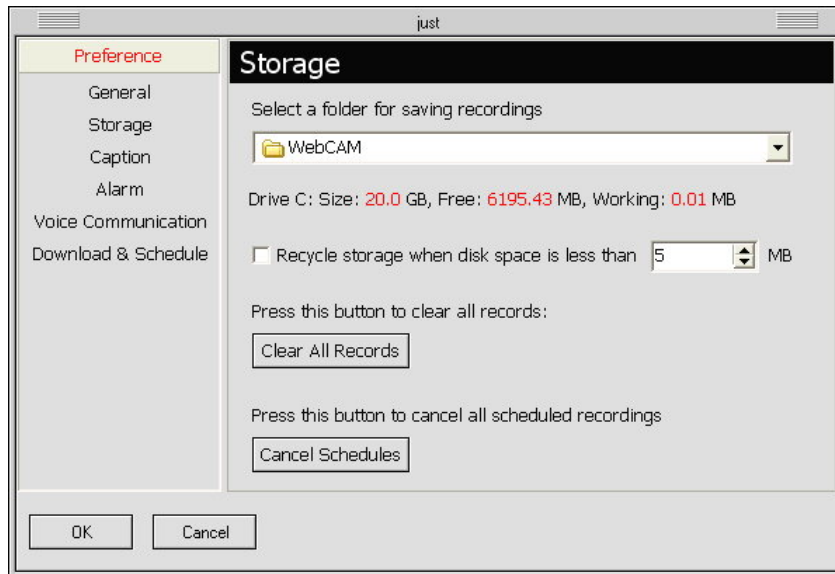 just
Preference
General
Storage
Caption
Alarm
Voice Communication
Download & Schedule
Storage
Select a folder for saving recordings
WebCAM
Drive C: Size: 20.0 GB, Free: 6195.43 MB, Working: 0.01 MB
Recycle storage when disk space is less than 5 MB
Press this button to clear all records:
Clear All Records
Press this button to cancel all scheduled recordings
Cancel Schedules
OK Cancel